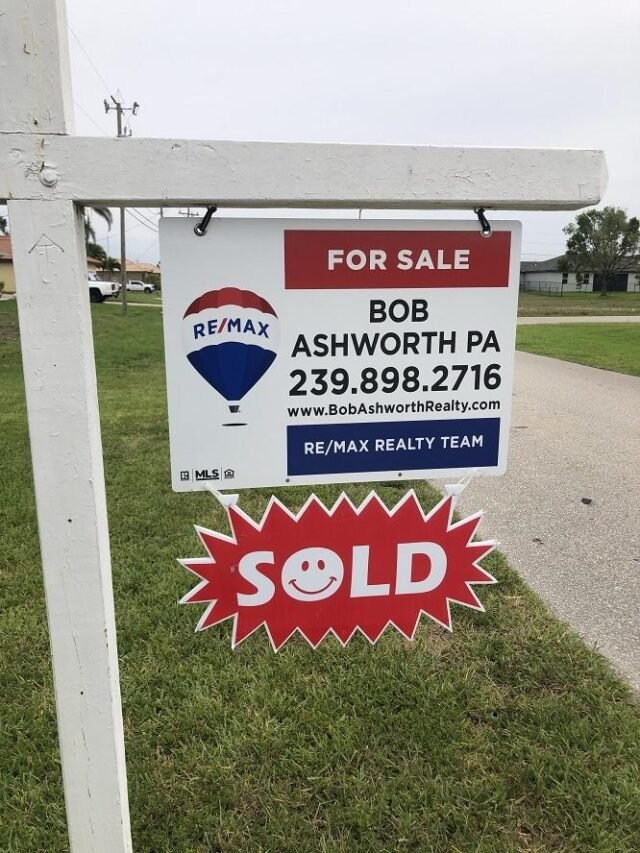 FOR SALE
RE/MAX
BOB
ASHWORTH PA
239.898.2716
www.BobAshworthRealty.com
RE/MAX REALTY TEAM
MLS
SOLD